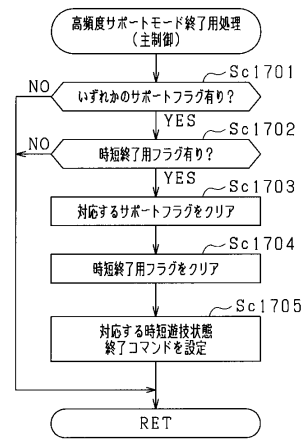 高頻度サポートモード終了用処理
(主制御)
Sc1701
いずれかのサポートフラグ有り?
NO
YES
Sc1702
時短終了用フラグ有り?
NO
YES
Sc1703
対応するサポートフラグをクリア
Sc1704
時短終了用フラグをクリア
Sc1705
対応する時短遊技状態
終了コマンドを設定
RET